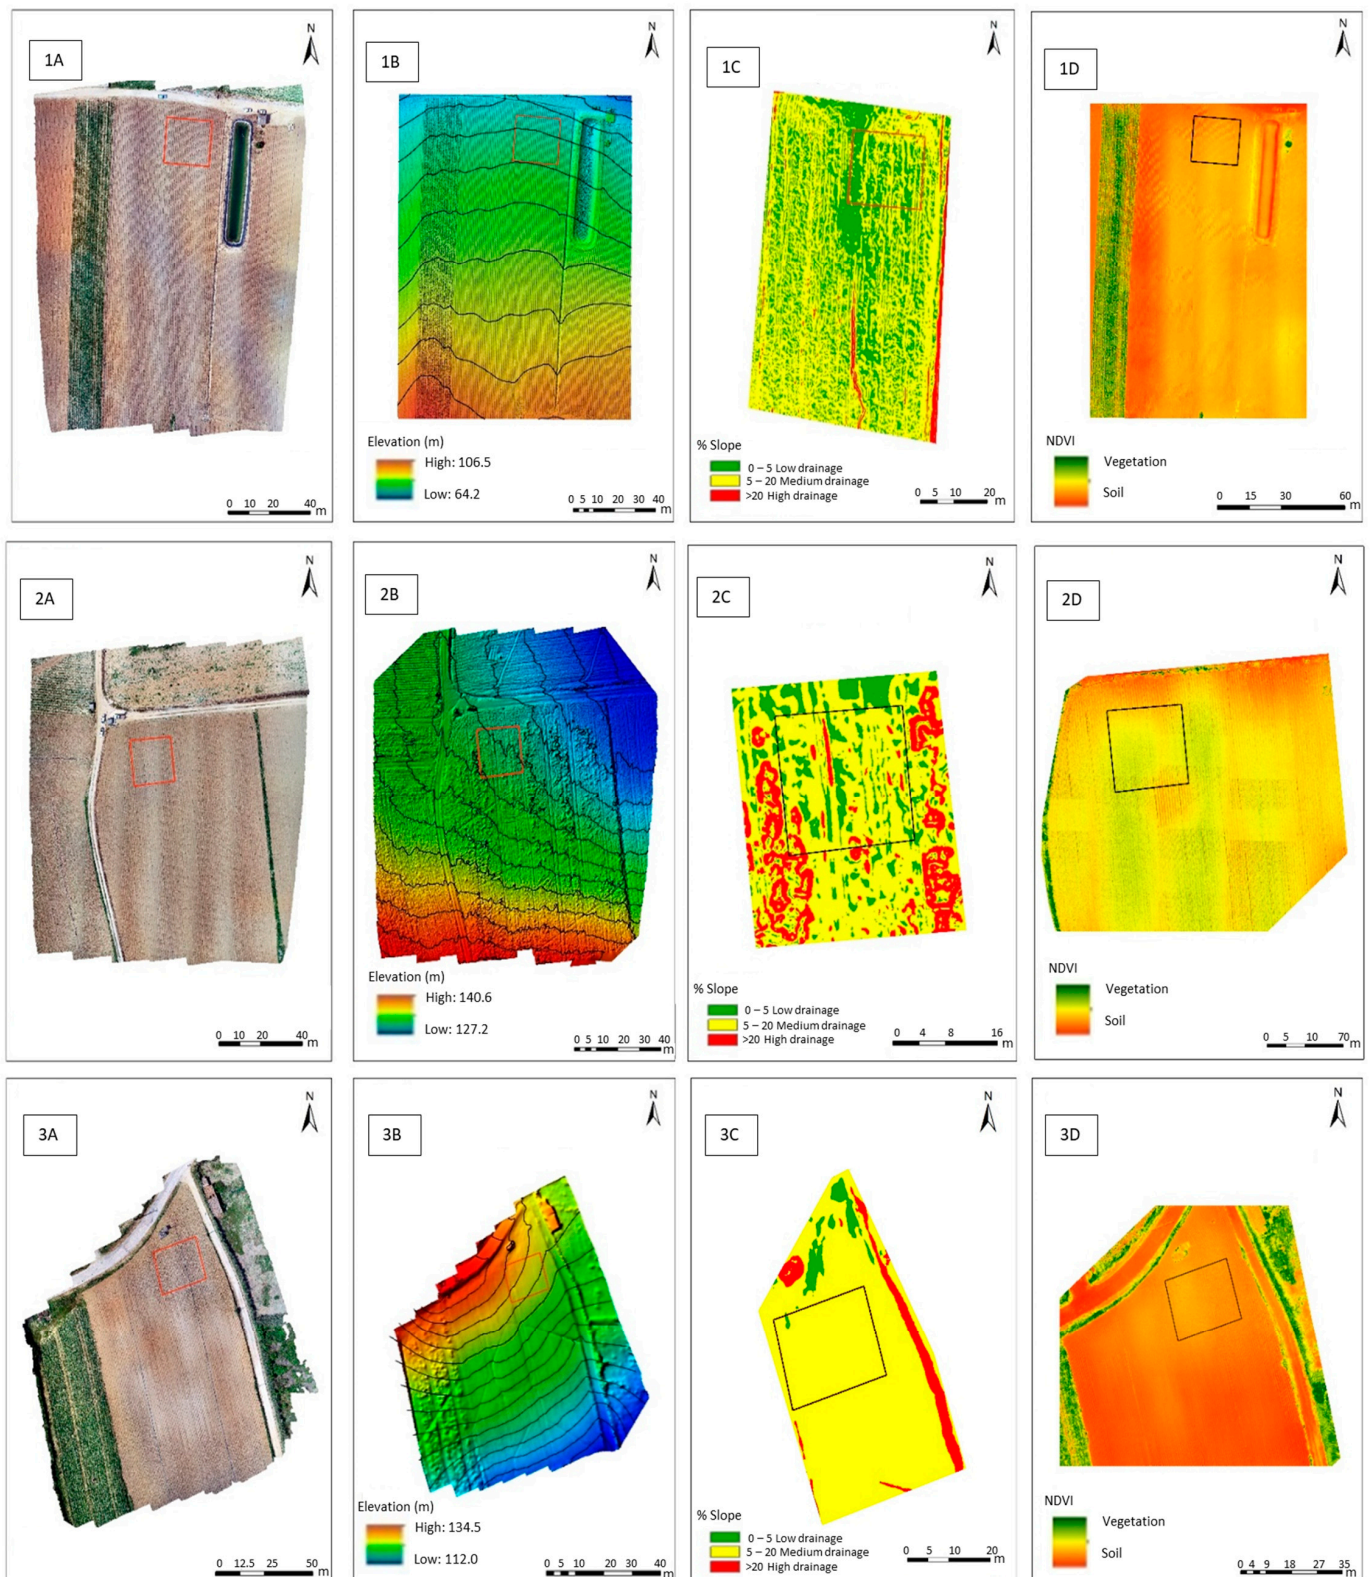 N
1A
0 10 20 40
m
N
1B
Elevation (m)
High: 106.5
Low: 64.2
0 5 10 20 30 40
m
N
1C
% Slope
0 – 5 Low drainage
5 – 20 Medium drainage
>20 High drainage
0 5 10 20
m
N
1D
NDVI
Vegetation
Soil
0 15 30 60
m
N
2A
0 10 20 40
m
N
2B
Elevation (m)
High: 140.6
Low: 127.2
0 5 10 20 30 40
m
N
2C
% Slope
0 – 5 Low drainage
5 – 20 Medium drainage
>20 High drainage
0 4 8 16
m
N
2D
NDVI
Vegetation
Soil
0 5 10 70
m
N
3A
0 12.5 25 50
m
N
3B
Elevation (m)
High: 134.5
Low: 112.0
0 5 10 20 30 40
m
N
3C
% Slope
0 – 5 Low drainage
5 – 20 Medium drainage
>20 High drainage
0 5 10 20
m
N
3D
NDVI
Vegetation
Soil
0 4 9 18 27 35
m